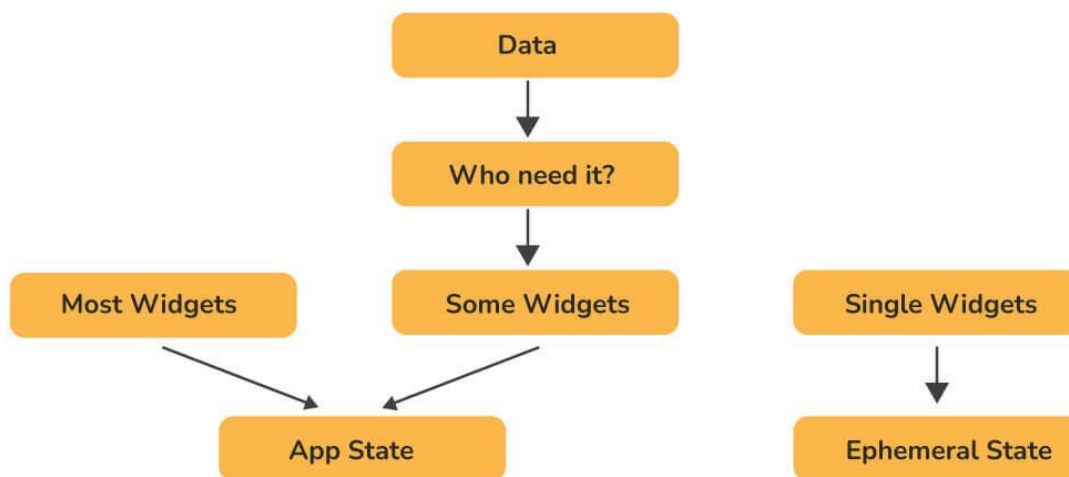 Data
Who need it?
Most Widgets
Some Widgets
Single Widgets
App State
Ephemeral State